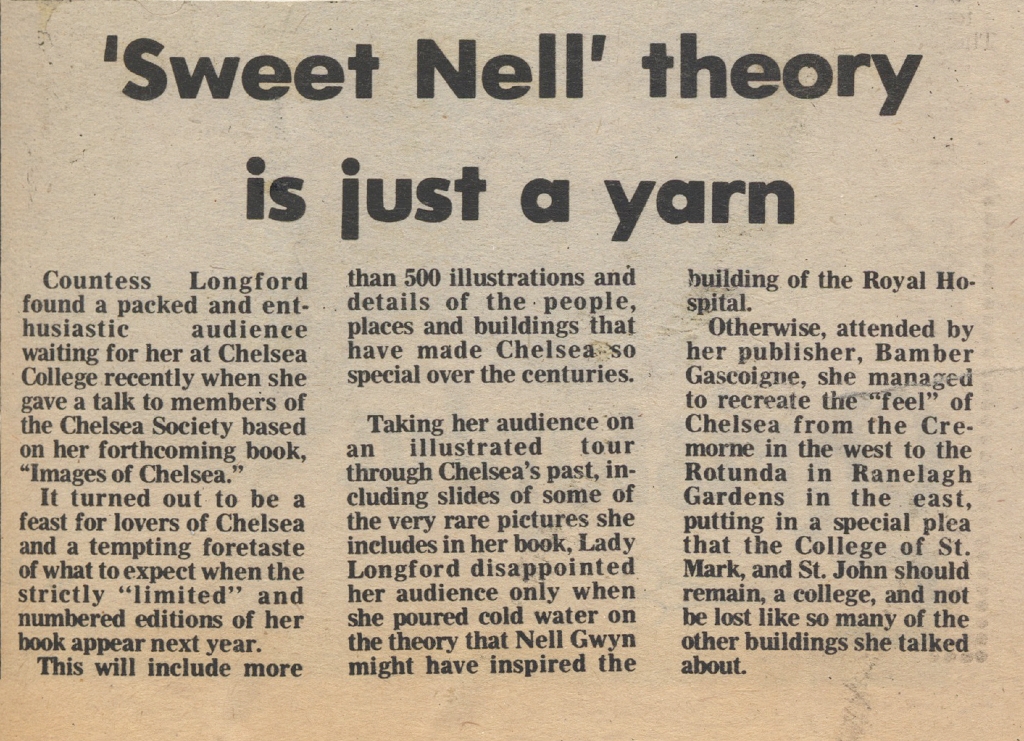 'Sweet Nell' theory
is just a yarn
Countess Longford
found a packed and ent-
husiastic audience
waiting for her at Chelsea
College recently when she
gave a talk to members of
the Chelsea Society based
on her forthcoming book,
“Images of Chelsea.”
It turned out to be a
feast for lovers of Chelsea
and a tempting foretaste
of what to expect when the
strictly “limited” and
numbered editions of her
book appear next year.
This will include more
than 500 illustrations and
details of the people,
places and buildings that
have made Chelsea so
special over the centuries.
Taking her audience on
an illustrated tour
through Chelsea's past, in-
cluding slides of some of
the very rare pictures she
includes in her book, Lady
Longford disappointed
her audience only when
she poured cold water on
the theory that Nell Gwyn
might have inspired the
building of the Royal Ho-
spital.
Otherwise, attended by
her publisher, Bamber
Gascoigne, she managed
to recreate the “feel” of
Chelsea from the Cre-
morne in the west to the
Rotunda in Ranelagh
Gardens in the east,
putting in a special plea
that the College of St.
Mark, and St. John should
remain, a college, and not
be lost like so many of the
other buildings she talked
about.